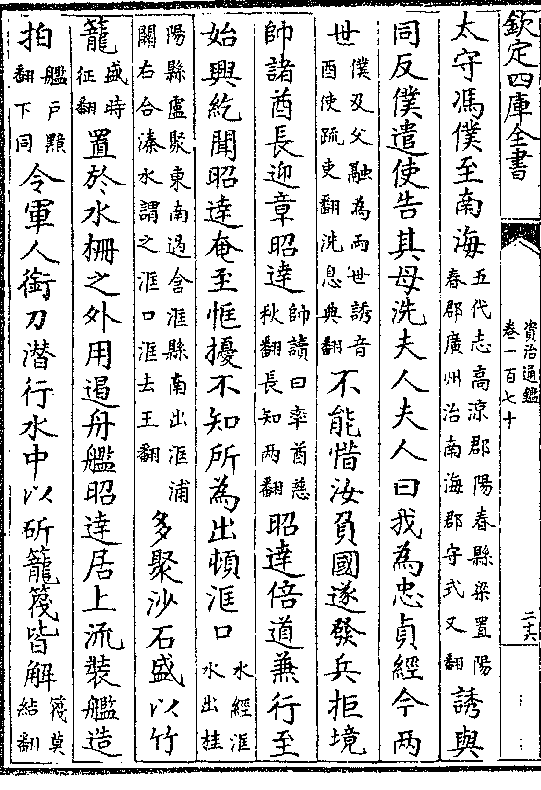 欽定四庫全書
資治通鑑
卷一百七十
二六
太守馮僕至南海五代志高涼郡陽春縣梁置陽春郡廣州治南海郡守式又翻誘與
同反僕遣使告其母洗夫人夫人曰我為忠貞經今兩
世僕及父融為兩世誘音酉使疏吏翻洗息典翻不能惜汝負國遂發兵拒境
帥諸酋長迎章昭達帥讀曰率酋慈秋翻長知兩翻昭達倍道兼行至
始興紇聞昭達奄至恇擾不知所為出頓洭口水經洭水出桂
陽縣盧聚東南過含洭縣南出洭浦關右合溱水謂之洭口洭去王翻多聚沙石盛以竹
籠盛時征翻置於水柵之外用遏舟艦昭達居上流裝艦造
拍艦戶黯翻下同令軍人銜刀潛行水中以斫籠篾皆解篾莫結翻